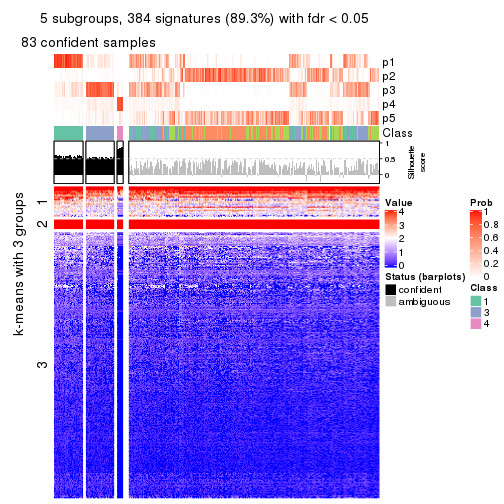 5 subgroups, 384 signatures (89.3%) with fdr < 0.05
83 confident samples
p1
p2
p3
p4
p5
Class
1
0.5
0
Silhouette
score
k-means with 3 groups
1
2
3
Value
4
3
2
1
0
Status (barplots)
confident
ambiguous
Prob
1
0.8
0.6
0.4
0.2
0
Class
1
3
4